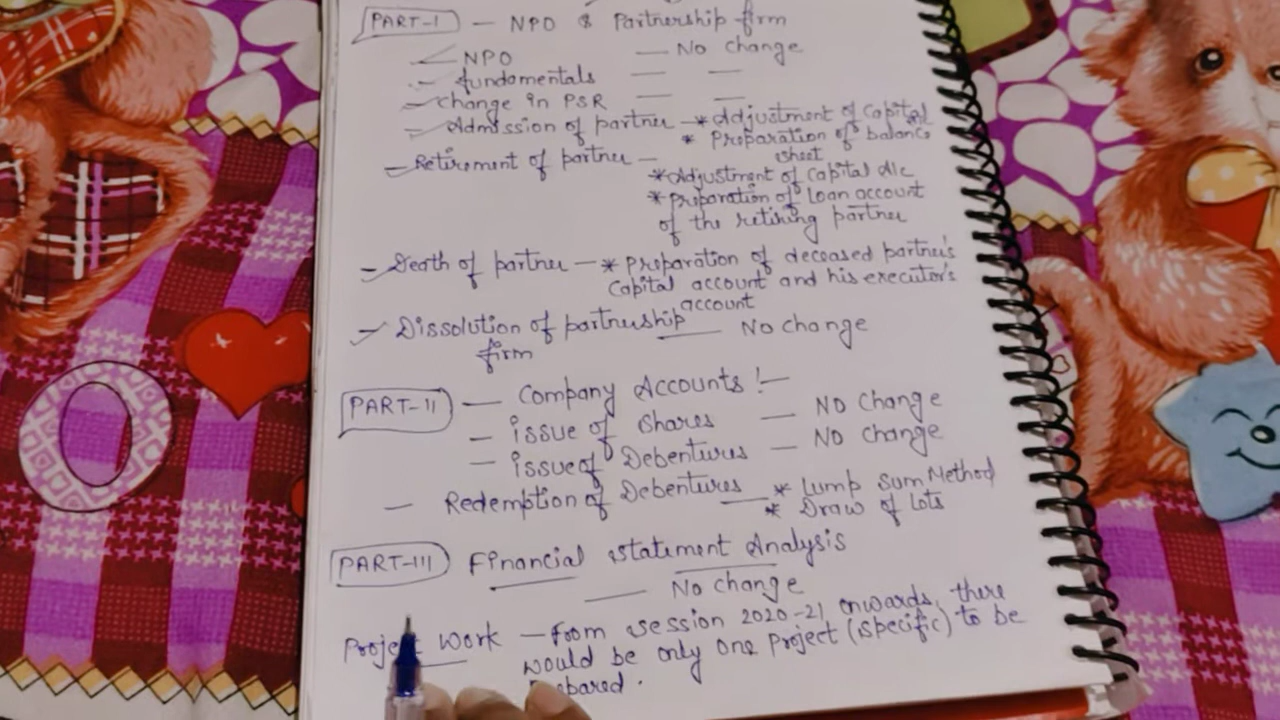 PART-I — NPO & Partnership firm
NPO — No change
fundamentals — —
change in PSR — —
Admission of partner — * Adjustment of Capital
* Preparation of balance
sheet
Retirement of partner —
* Adjustment of Capital A/c
* Preparation of Loan account
of the retiring partner
Death of partner — * Preparation of deceased partner's
Capital account and his executor's
account
Dissolution of partnership — No change
firm
PART-II — Company Accounts :—
— issue of Shares — No Change
— issue of Debentures — No Change
— Redemption of Debentures — * Lump Sum Method
* Draw of Lots
PART-III Financial Statement Analysis
— No change
Project Work — from session 2020-21 onwards, there
would be only one project (specific) to be